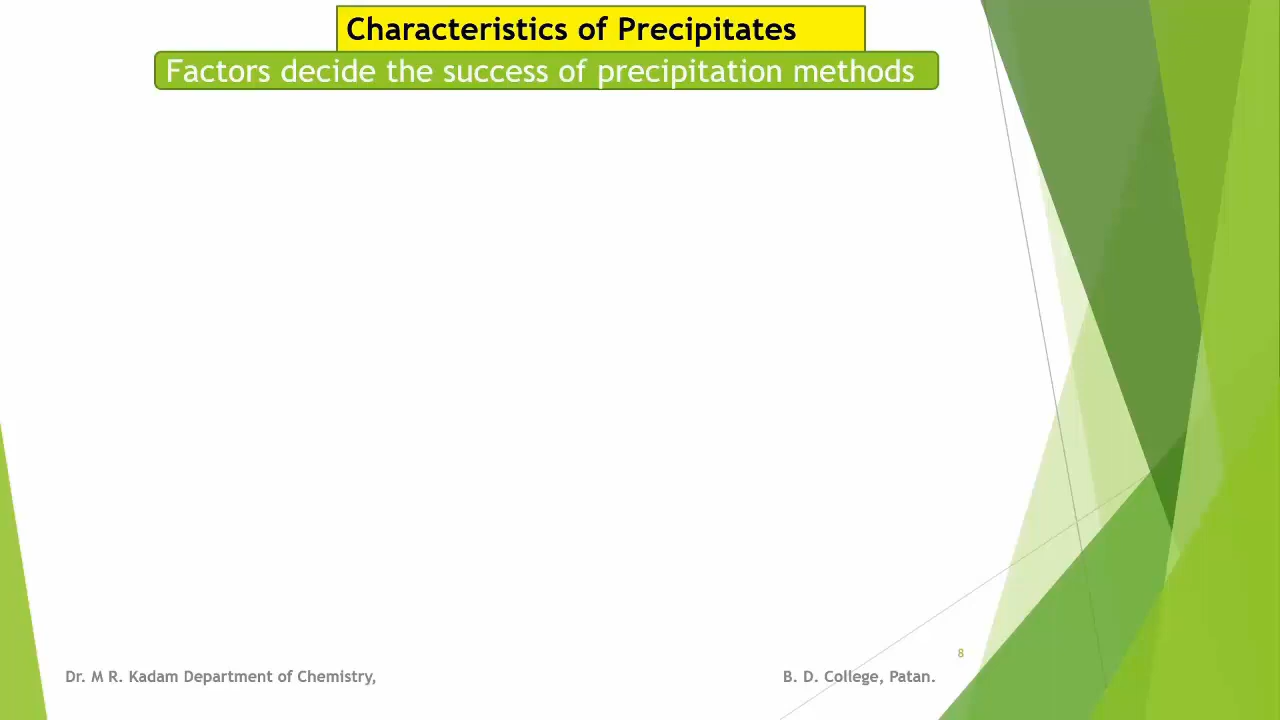 Characteristics of Precipitates
Factors decide the success of precipitation methods
8
Dr. M R. Kadam Department of Chemistry, B. D. College, Patan.